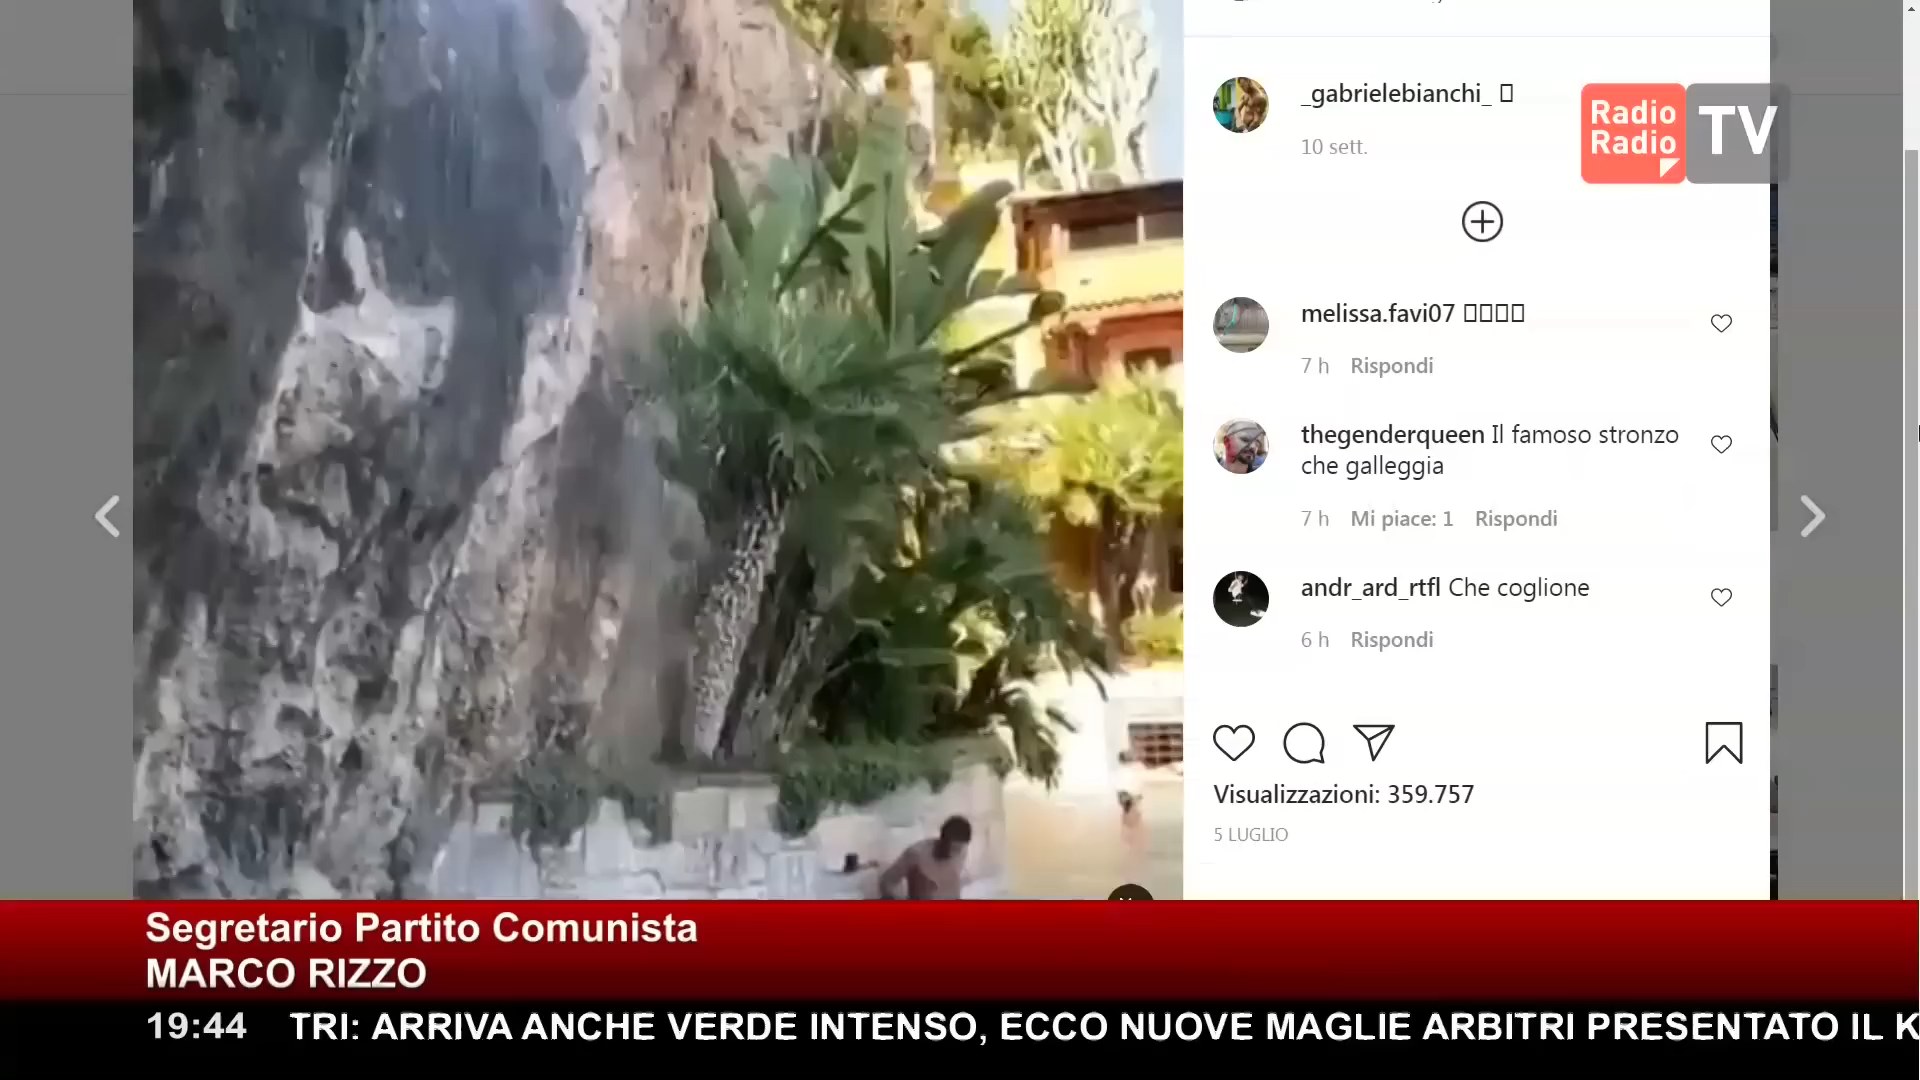 _gabrielebianchi_
10 sett.
Radio
Radio
TV
melissa.favi07
7 h Rispondi
thegenderqueen Il famoso stronzo
che galleggia
7 h Mi piace: 1 Rispondi
andr_ard_rtfl Che coglione
6 h Rispondi
Visualizzazioni: 359.757
5 LUGLIO
Segretario Partito Comunista
MARCO RIZZO
19:44 TRI: ARRIVA ANCHE VERDE INTENSO, ECCO NUOVE MAGLIE ARBITRI PRESENTATO IL K